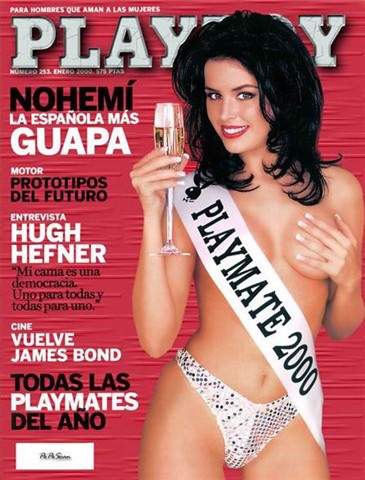 PARA HOMBRES QUE AMAN A LAS MUJERES
PLAYBOY
NÚMERO 253. ENERO 2000. 575 PTAS
NOHEMÍ
LA ESPAÑOLA MÁS
GUAPA
MOTOR
PROTOTIPOS
DEL FUTURO
ENTREVISTA
HUGH
HEFNER
"Mi cama es una
democracia.
Uno para todas y
todas para uno."
CINE
VUELVE
JAMES BOND
TODAS LAS
PLAYMATES
DEL AÑO
PLAYMATE 2000